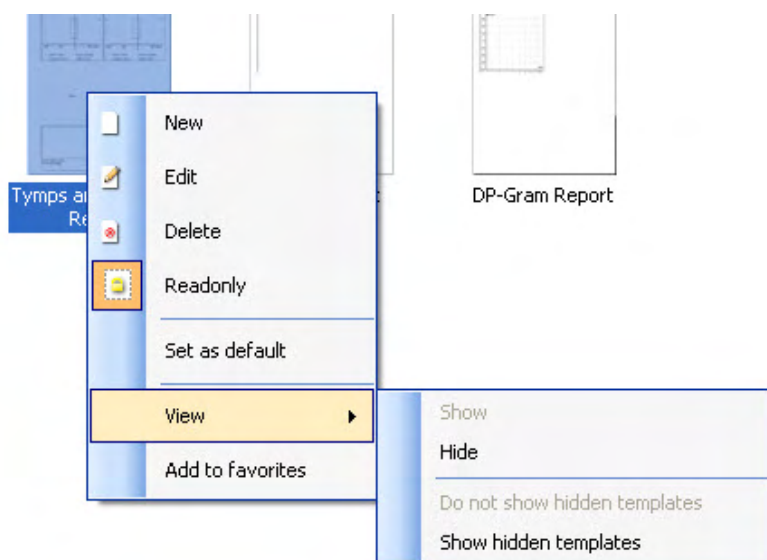 Tymps a
Re
DP-Gram Report
New
Edit
Delete
Readonly
Set as default
View
Add to favorites
Show
Hide
Do not show hidden templates
Show hidden templates